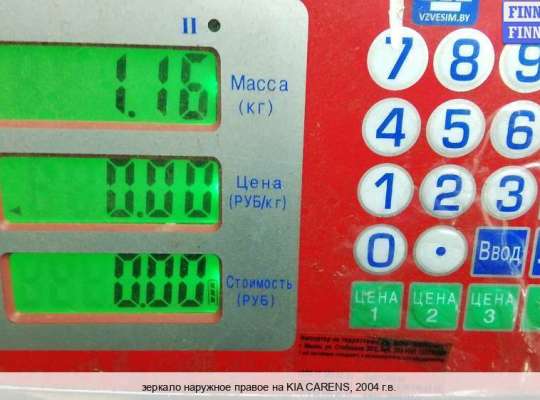 II
VZVESIM.BY
FINN
FINN
1.16
Масса
(кг)
7 8 9
4 5 6
0.00
Цена
(РУБ/кг)
1 2 3
0 . Ввод
0.00
Стоимость
(РУБ)
ЦЕНА 1
ЦЕНА 2
ЦЕНА 3
зеркало наружное правое на KIA CARENS, 2004 г.в.